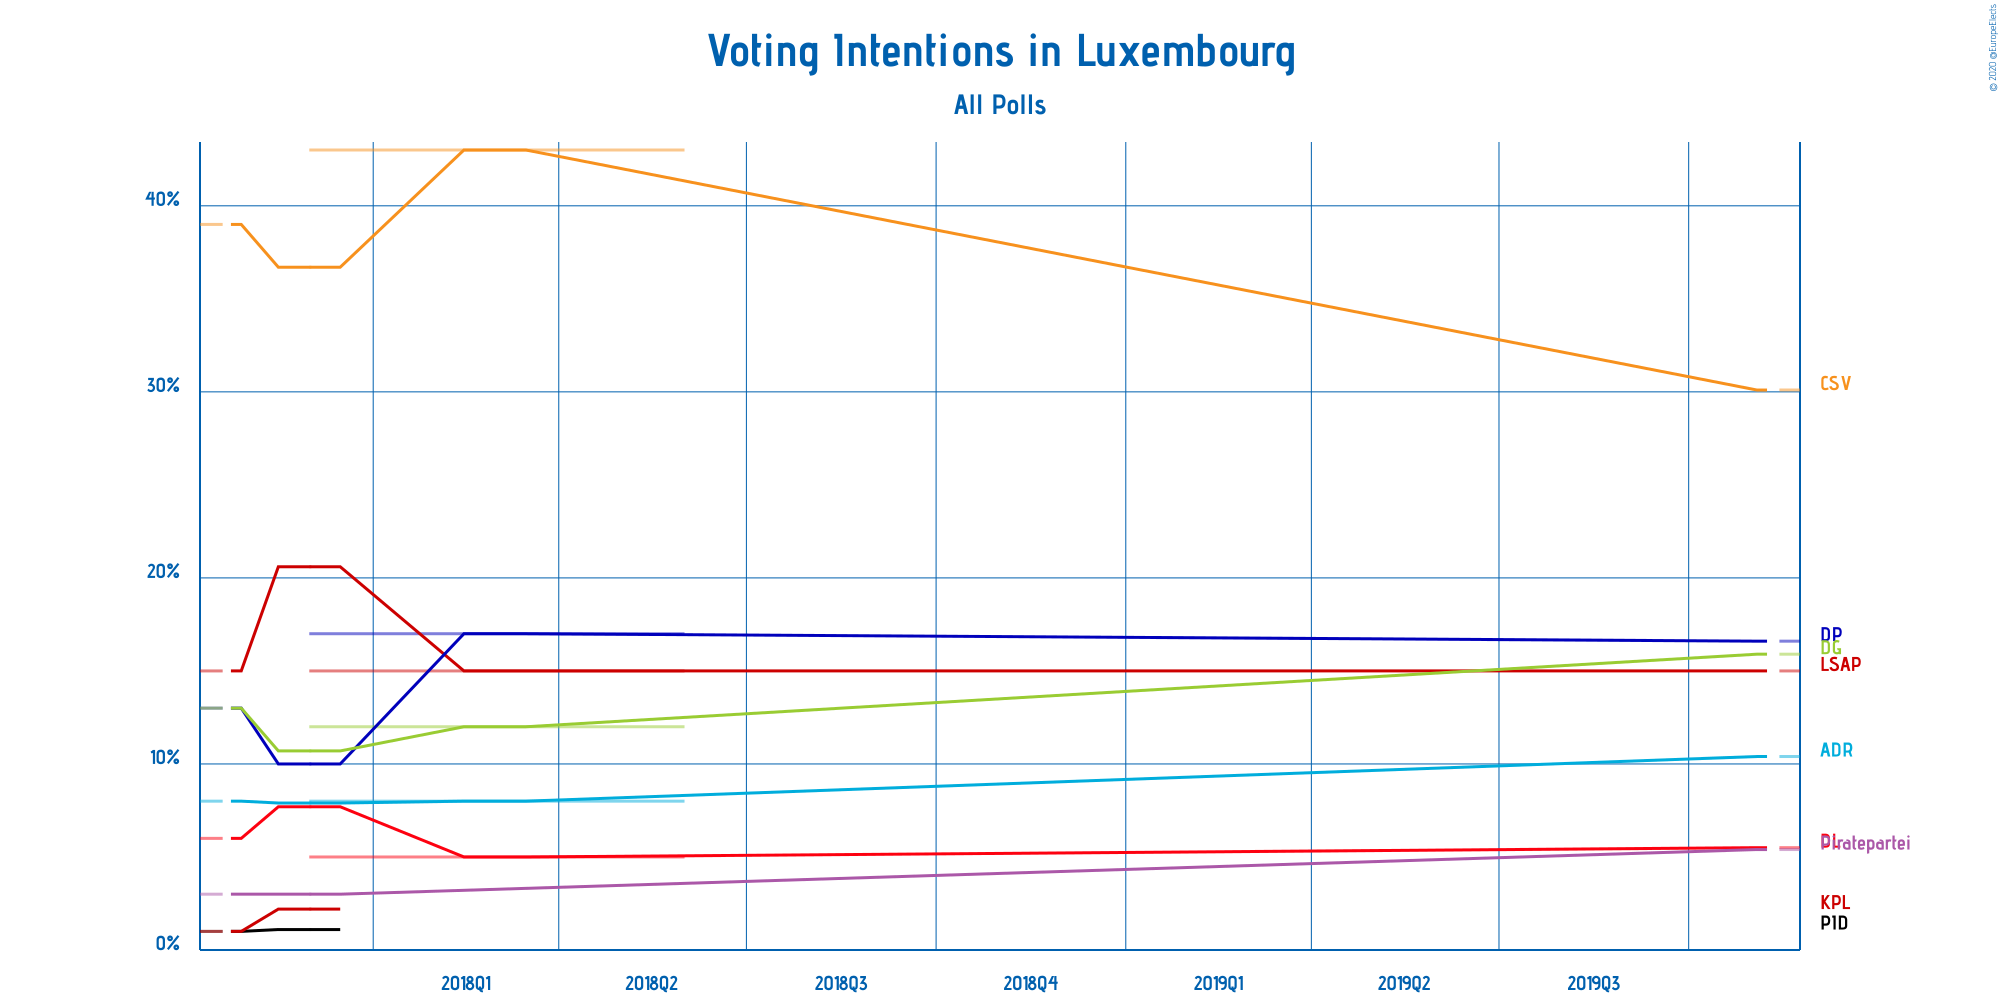 © 2020 @EuropeElects
Voting Intentions in Luxembourg
All Polls
40%
30%
20%
10%
0%
CSV
DP
DG
LSAP
ADR
DL
Piratepartei
KPL
PID
2018Q1 2018Q2 2018Q3 2018Q4 2019Q1 2019Q2 2019Q3